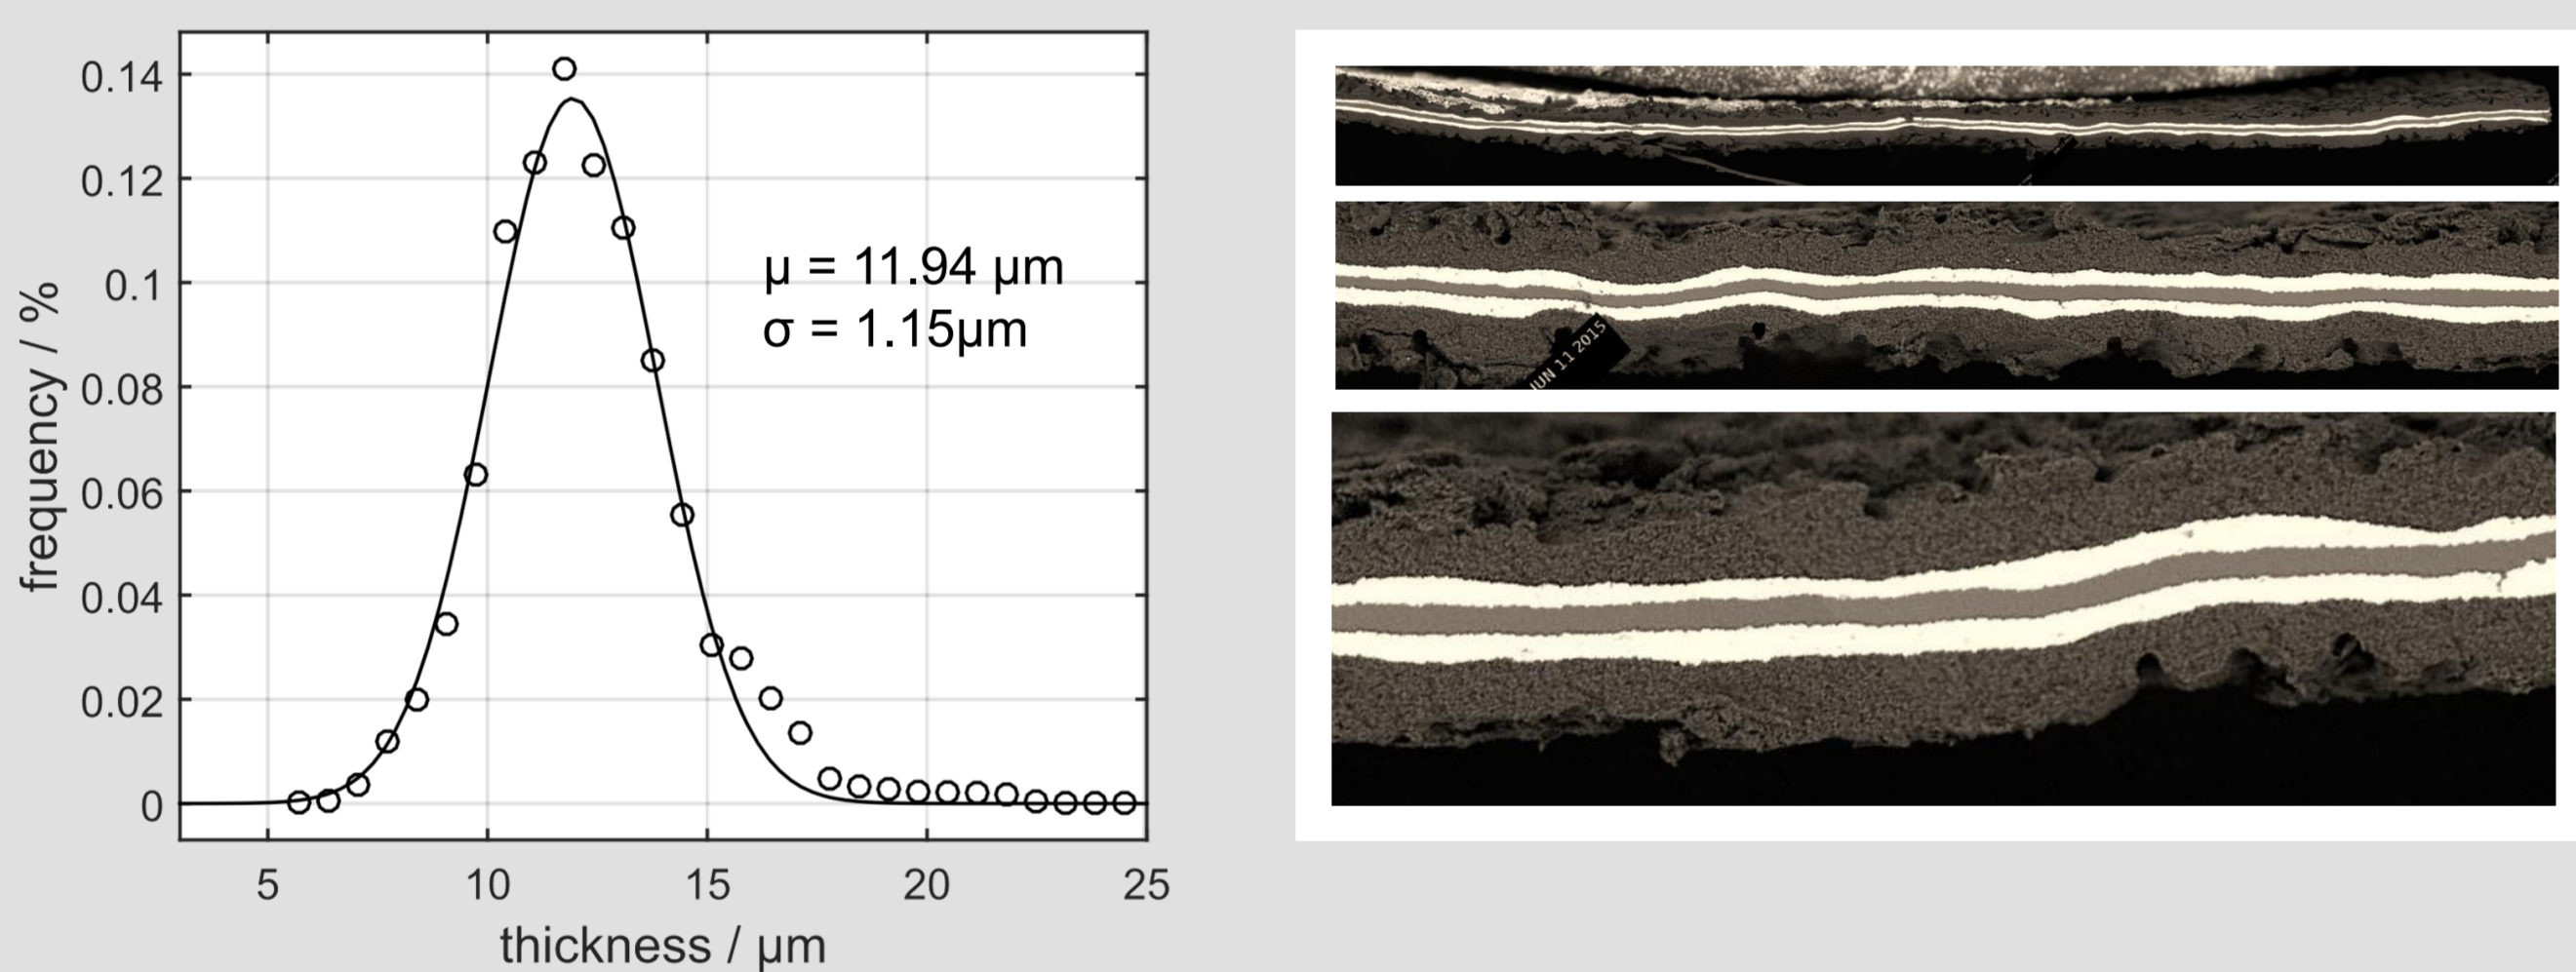 0.14
0.12
0.1
0.08
0.06
0.04
0.02
0
frequency / %
μ = 11.94 μm
σ = 1.15μm
5 10 15 20 25
thickness / μm
JUN 11 2015